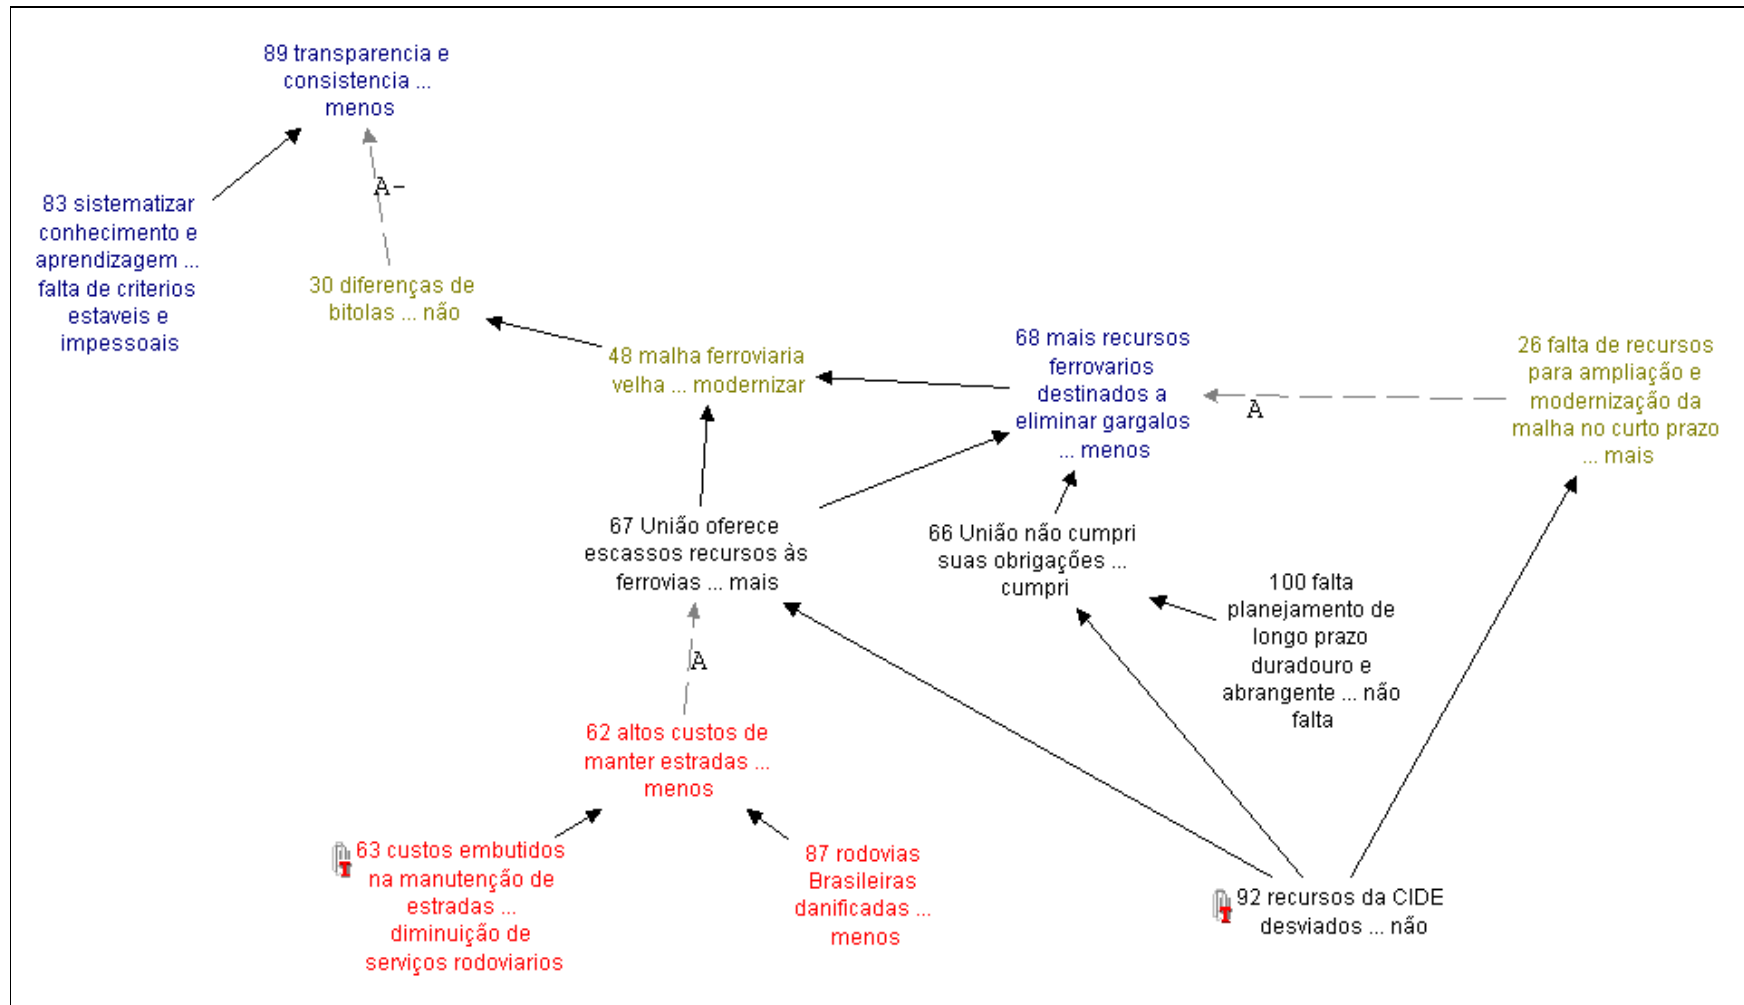 89 transparencia e
consistencia ...
menos
A-
83 sistematizar
conhecimento e
aprendizagem ...
falta de criterios
estaveis e
impessoais
30 diferenças de
bitolas ... não
48 malha ferroviaria
velha ... modernizar
68 mais recursos
ferrovarios
destinados a
eliminar gargalos
... menos
A
26 falta de recursos
para ampliação e
modernização da
malha no curto prazo
... mais
67 União oferece
escassos recursos às
ferrovias ... mais
66 União não cumpri
suas obrigações ...
cumpri
100 falta
planejamento de
longo prazo
duradouro e
abrangente ... não
falta
A
62 altos custos de
manter estradas ...
menos
63 custos embutidos
na manutenção de
estradas ...
diminuição de
serviços rodoviarios
87 rodovias
Brasileiras
danificadas ...
menos
92 recursos da CIDE
desviados ... não